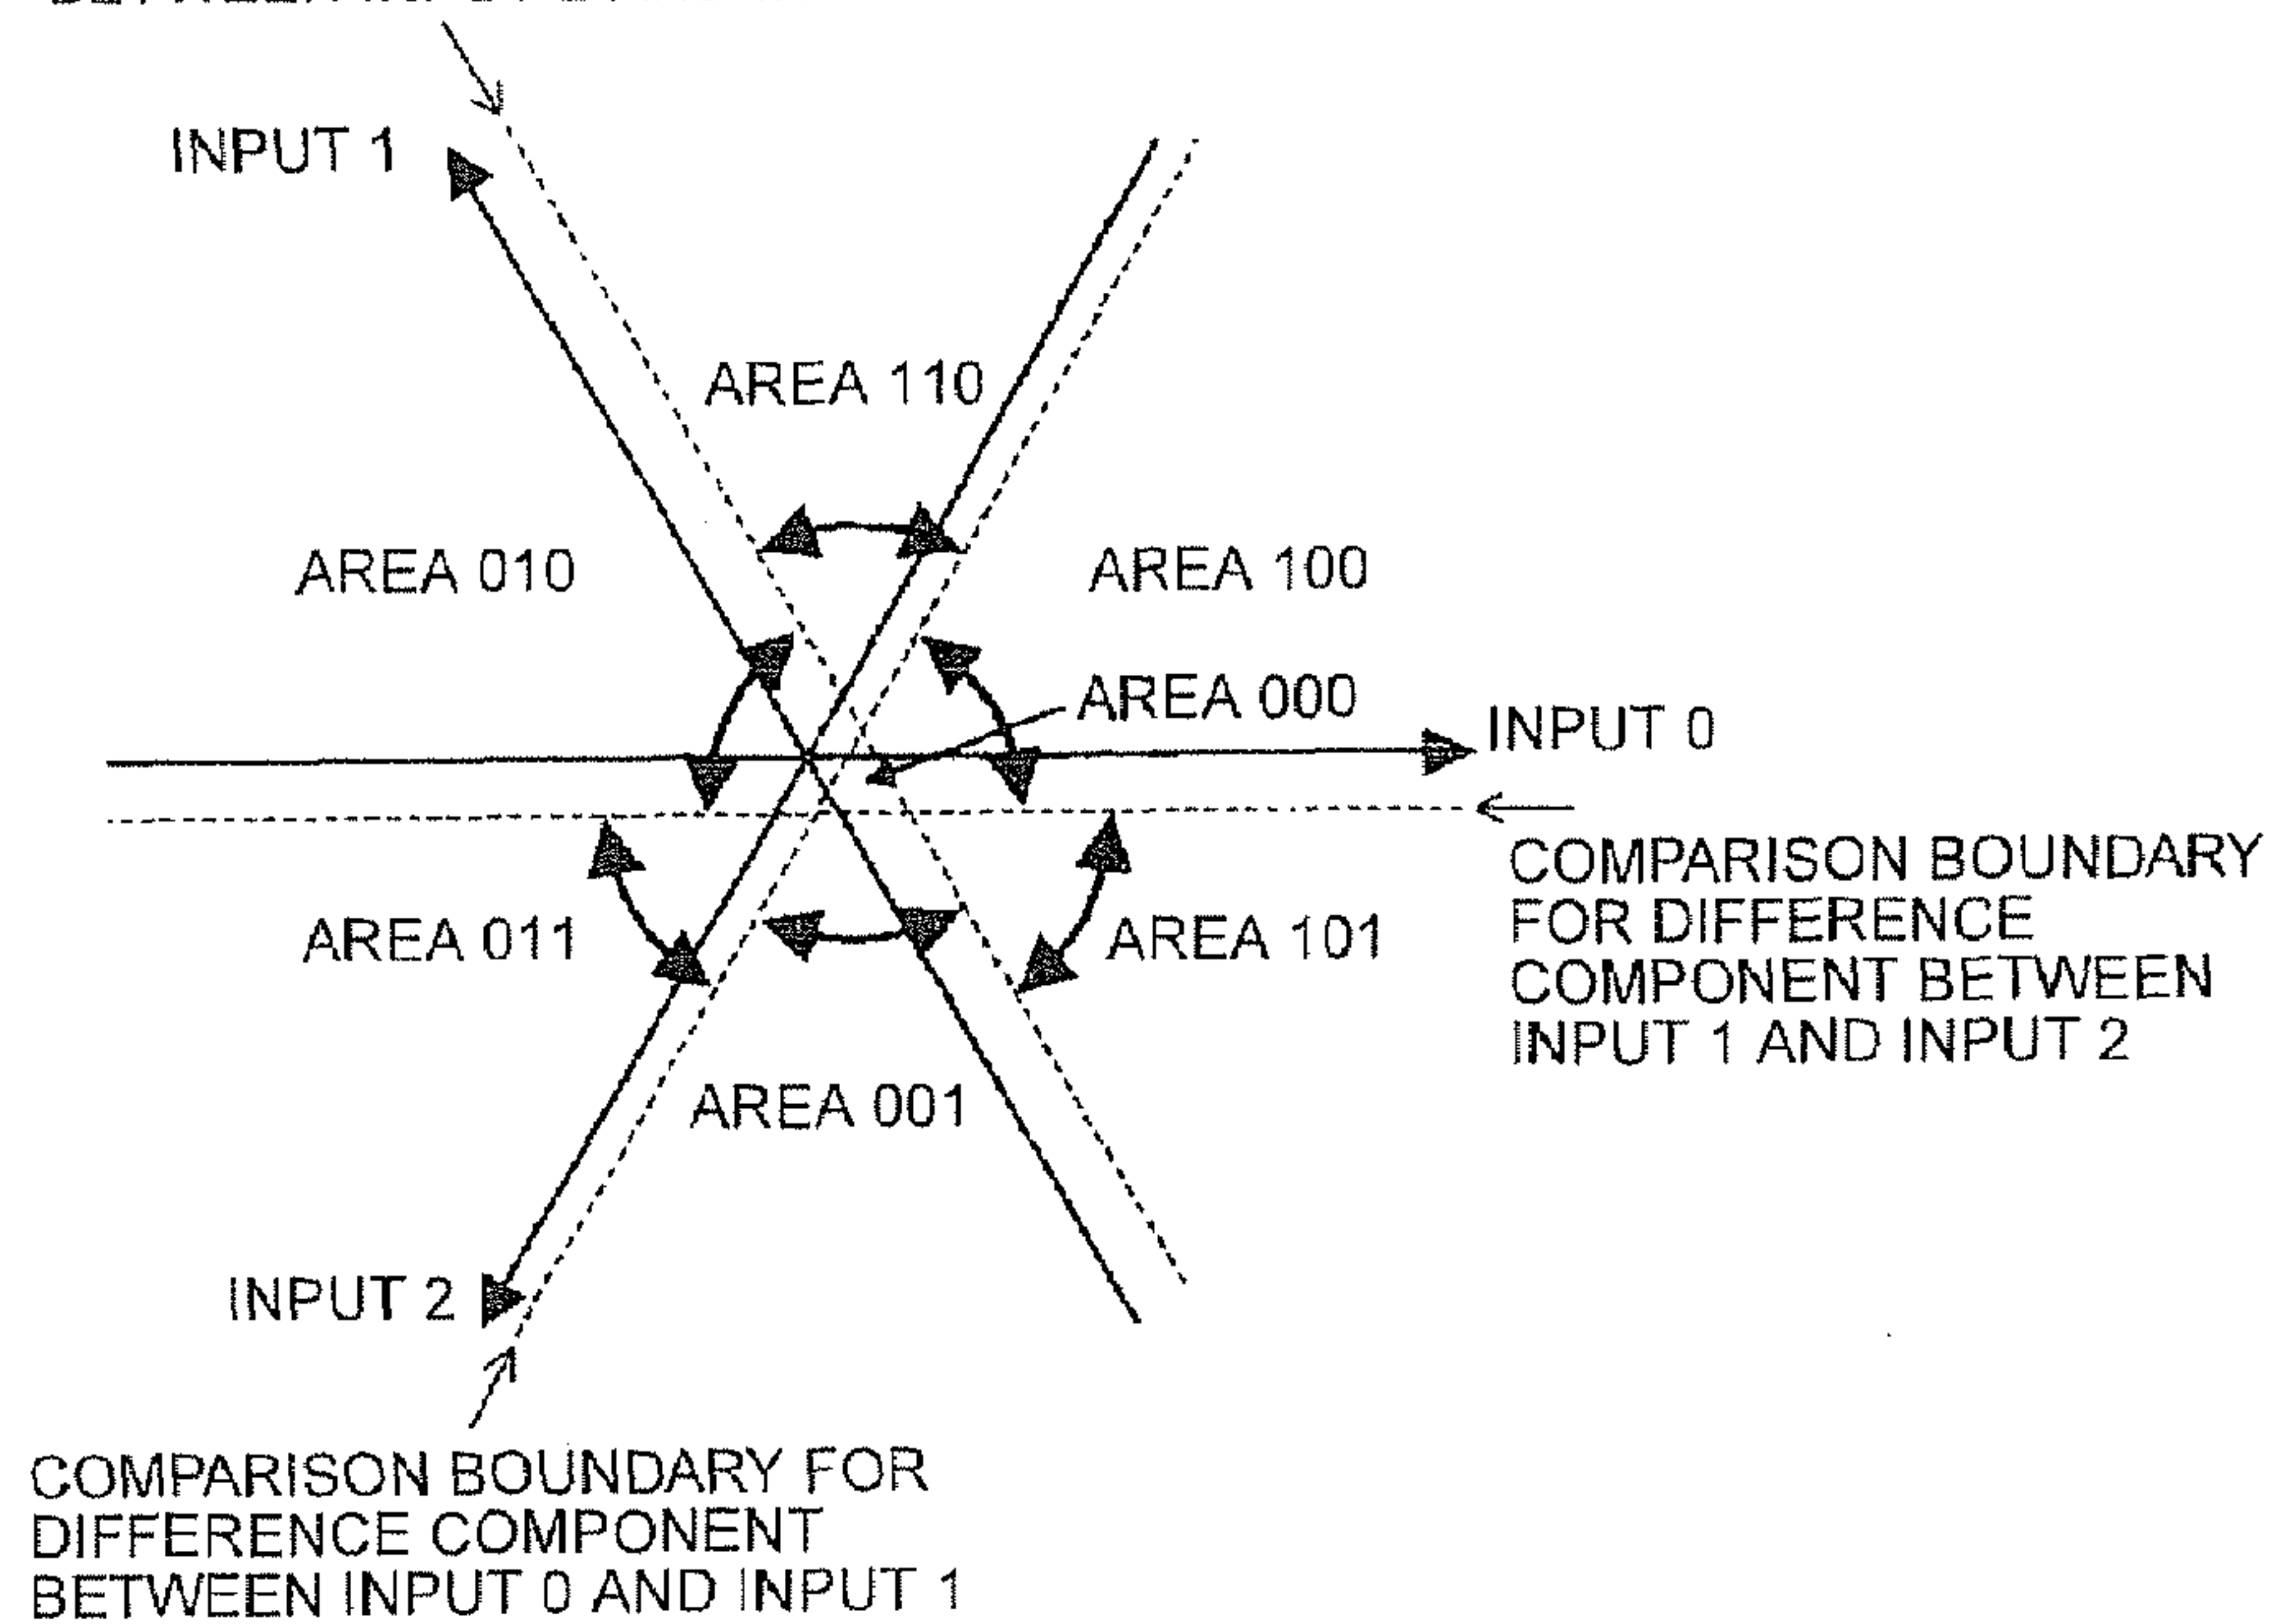 INPUT 1
AREA 110
AREA 010
AREA 100
AREA 000
INPUT 0
COMPARISON BOUNDARY
FOR DIFFERENCE
COMPONENT BETWEEN
INPUT 1 AND INPUT 2
AREA 011
AREA 101
AREA 001
INPUT 2
COMPARISON BOUNDARY FOR
DIFFERENCE COMPONENT
BETWEEN INPUT 0 AND INPUT 1